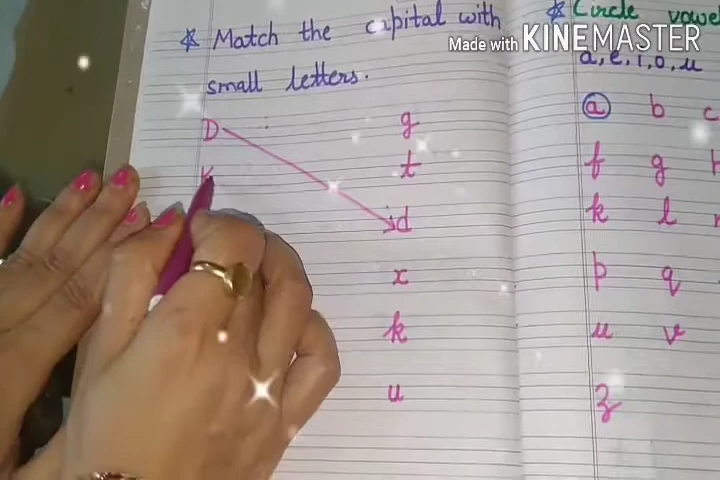 * Match the capital with
small letters.
D g
K t
d
x
k
u
* Circle vowel
a, e, i, o, u
a b c
f g h
k l
p q
u v
z
Made with KINEMASTER